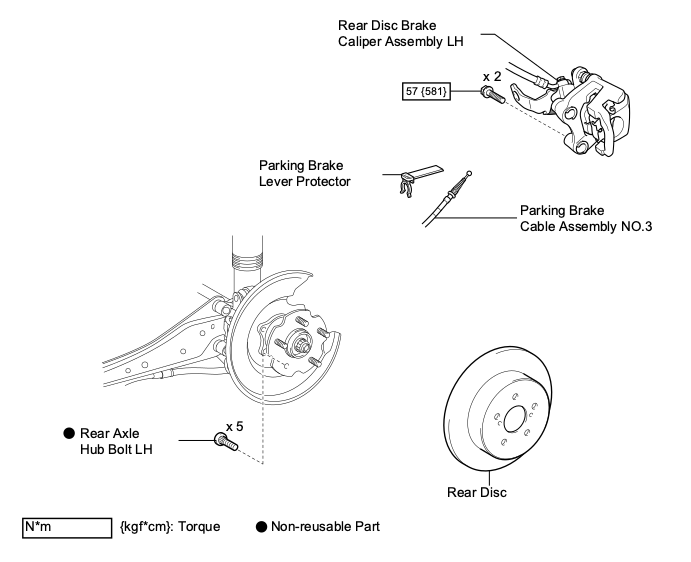 Rear Disc Brake
Caliper Assembly LH
x 2
57 {581}
Parking Brake
Lever Protector
Parking Brake
Cable Assembly NO.3
x 5
● Rear Axle
Hub Bolt LH
Rear Disc
N*m {kgf*cm}: Torque ● Non-reusable Part